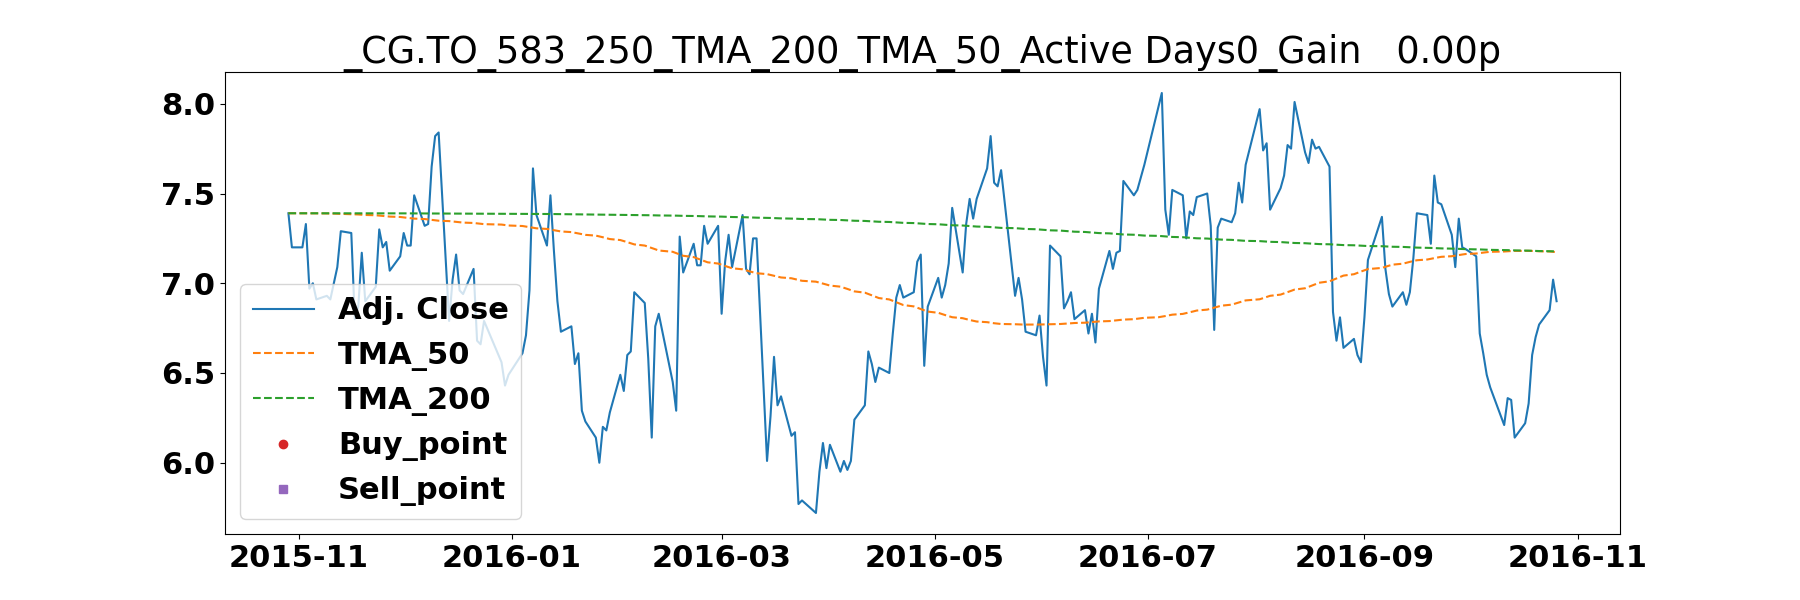 _CG.TO_583_250_TMA_200_TMA_50_Active Days0_Gain   0.00p
8.0
7.5
7.0
6.5
6.0
Adj. Close
TMA_50
TMA_200
Buy_point
Sell_point
2015-11 2016-01 2016-03 2016-05 2016-07 2016-09 2016-11